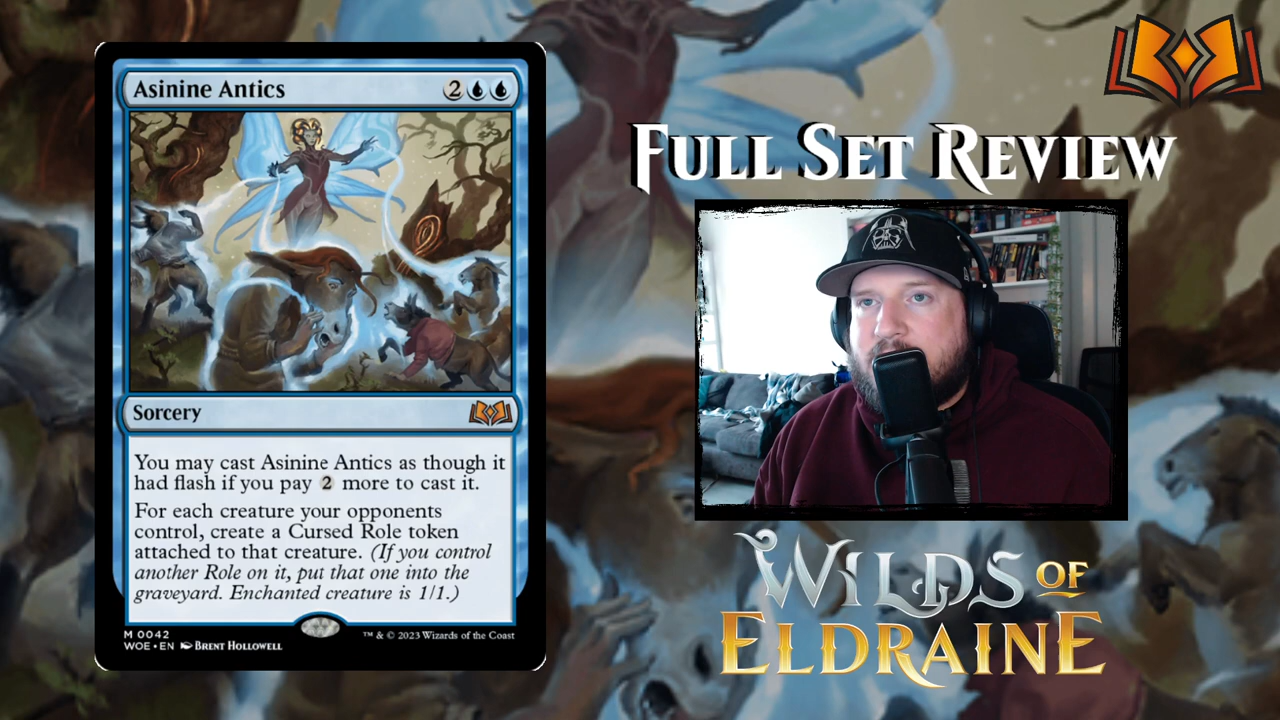 Asinine Antics 2
Sorcery
You may cast Asinine Antics as though it
had flash if you pay 2 more to cast it.
For each creature your opponents
control, create a Cursed Role token
attached to that creature. (If you control
another Role on it, put that one into the
graveyard. Enchanted creature is 1/1.)
M 0042
WOE • EN Brent Hollowell
™ & © 2023 Wizards of the Coast
Full Set Review
Wilds of
Eldraine